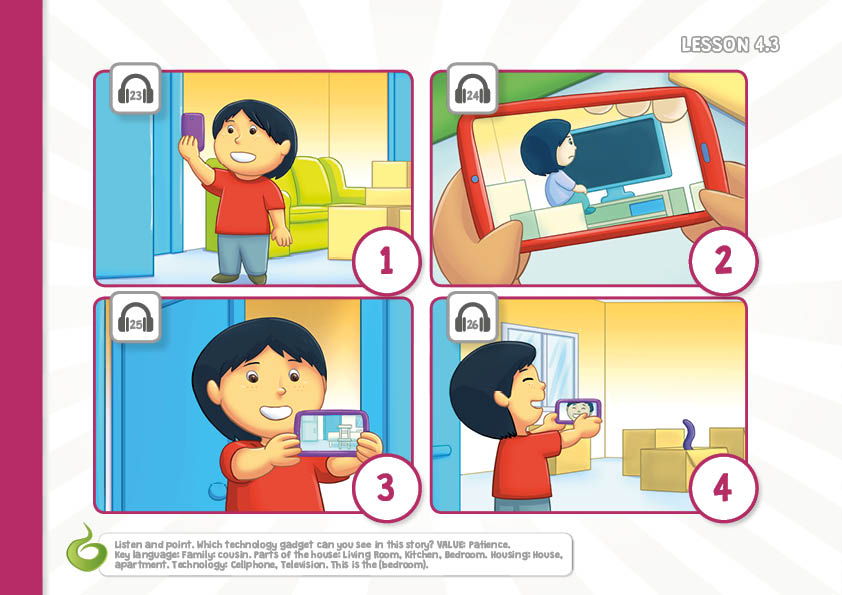 LESSON 4.3
23
24
1
2
25
26
3
4
Listen and point. Which technology gadget can you see in this story? VALUE: Patience.
Key language: Family: cousin. Parts of the house: Living Room, Kitchen, Bedroom. Housing: House,
apartment. Technology: Cellphone, Television. This is the (bedroom).